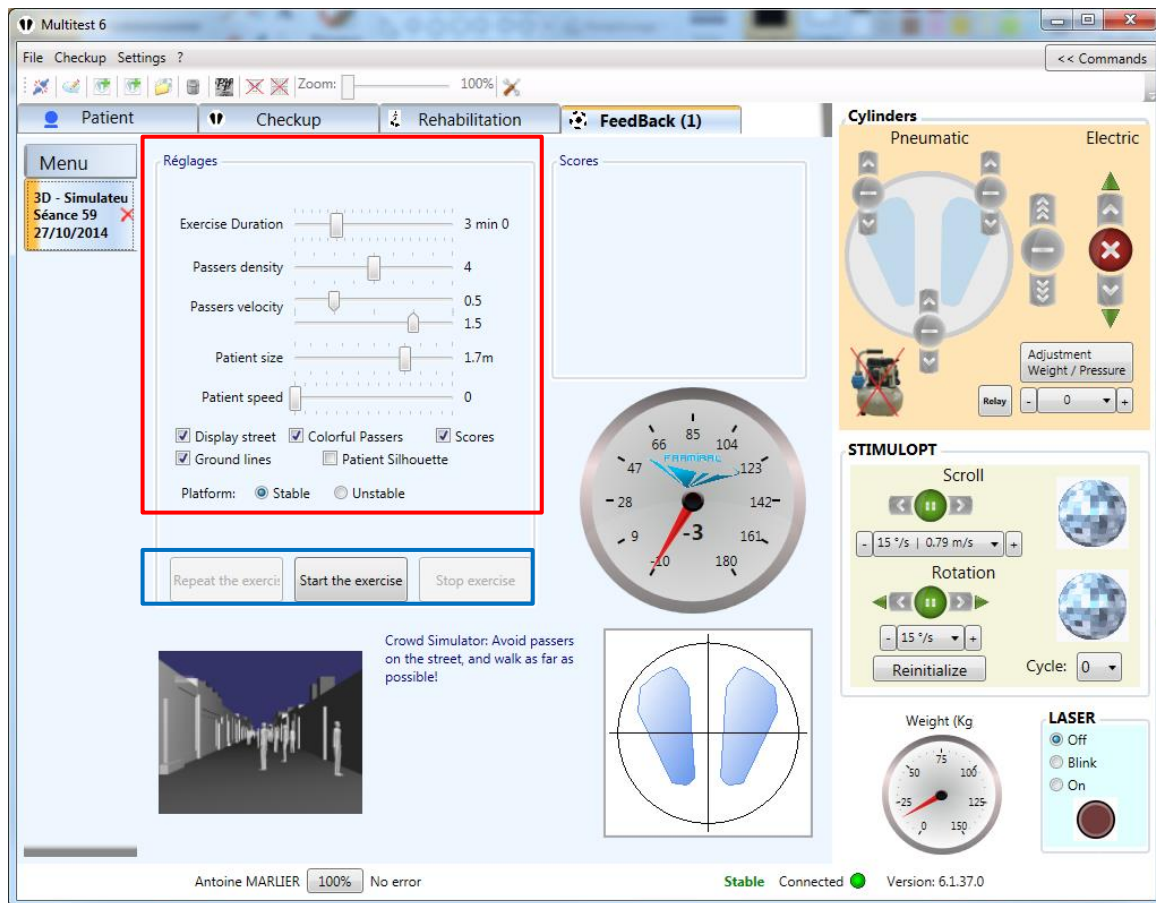 Multitest 6
File Checkup Settings ?
<< Commands
Zoom: 100%
Patient
Checkup
Rehabilitation
FeedBack (1)
Menu
3D - Simulateu
Séance 59
27/10/2014
Réglages
Exercise Duration 3 min 0
Passers density 4
Passers velocity 0.5
1.5
Patient size 1.7m
Patient speed 0
Display street Colorful Passers Scores
Ground lines Patient Silhouette
Platform: Stable Unstable
Repeat the exercis Start the exercise Stop exercise
Scores
-10 9 28 47 66 85 104 123 142 161 180
FRAMIRAL
-3
Crowd Simulator: Avoid passers
on the street, and walk as far as
possible!
Cylinders
Pneumatic Electric
Adjustment
Weight / Pressure
Relay - 0 +
STIMULOPT
Scroll
- 15 °/s | 0.79 m/s +
Rotation
- 15 °/s +
Reinitialize Cycle: 0
Weight (Kg
0 25 50 75 100 125 150
LASER
Off
Blink
On
Antoine MARLIER 100% No error Stable Connected Version: 6.1.37.0